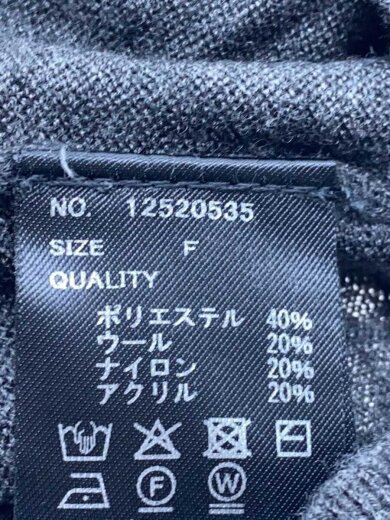 NO. 12520535
SIZE F
QUALITY
ポリエステル 40%
ウール 20%
ナイロン 20%
アクリル 20%
F W